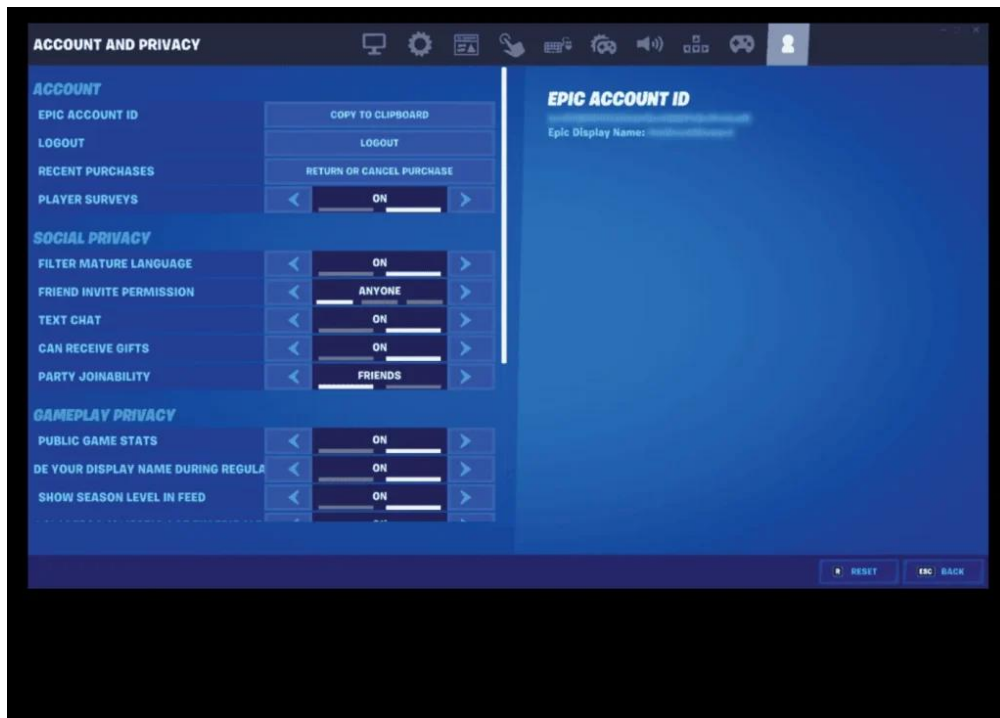 ACCOUNT AND PRIVACY
ACCOUNT
EPIC ACCOUNT ID COPY TO CLIPBOARD
LOGOUT LOGOUT
RECENT PURCHASES RETURN OR CANCEL PURCHASE
PLAYER SURVEYS ON
SOCIAL PRIVACY
FILTER MATURE LANGUAGE ON
FRIEND INVITE PERMISSION ANYONE
TEXT CHAT ON
CAN RECEIVE GIFTS ON
PARTY JOINABILITY FRIENDS
GAMEPLAY PRIVACY
PUBLIC GAME STATS ON
DE YOUR DISPLAY NAME DURING REGULA ON
SHOW SEASON LEVEL IN FEED ON
EPIC ACCOUNT ID
Epic Display Name:
R RESET ESC BACK